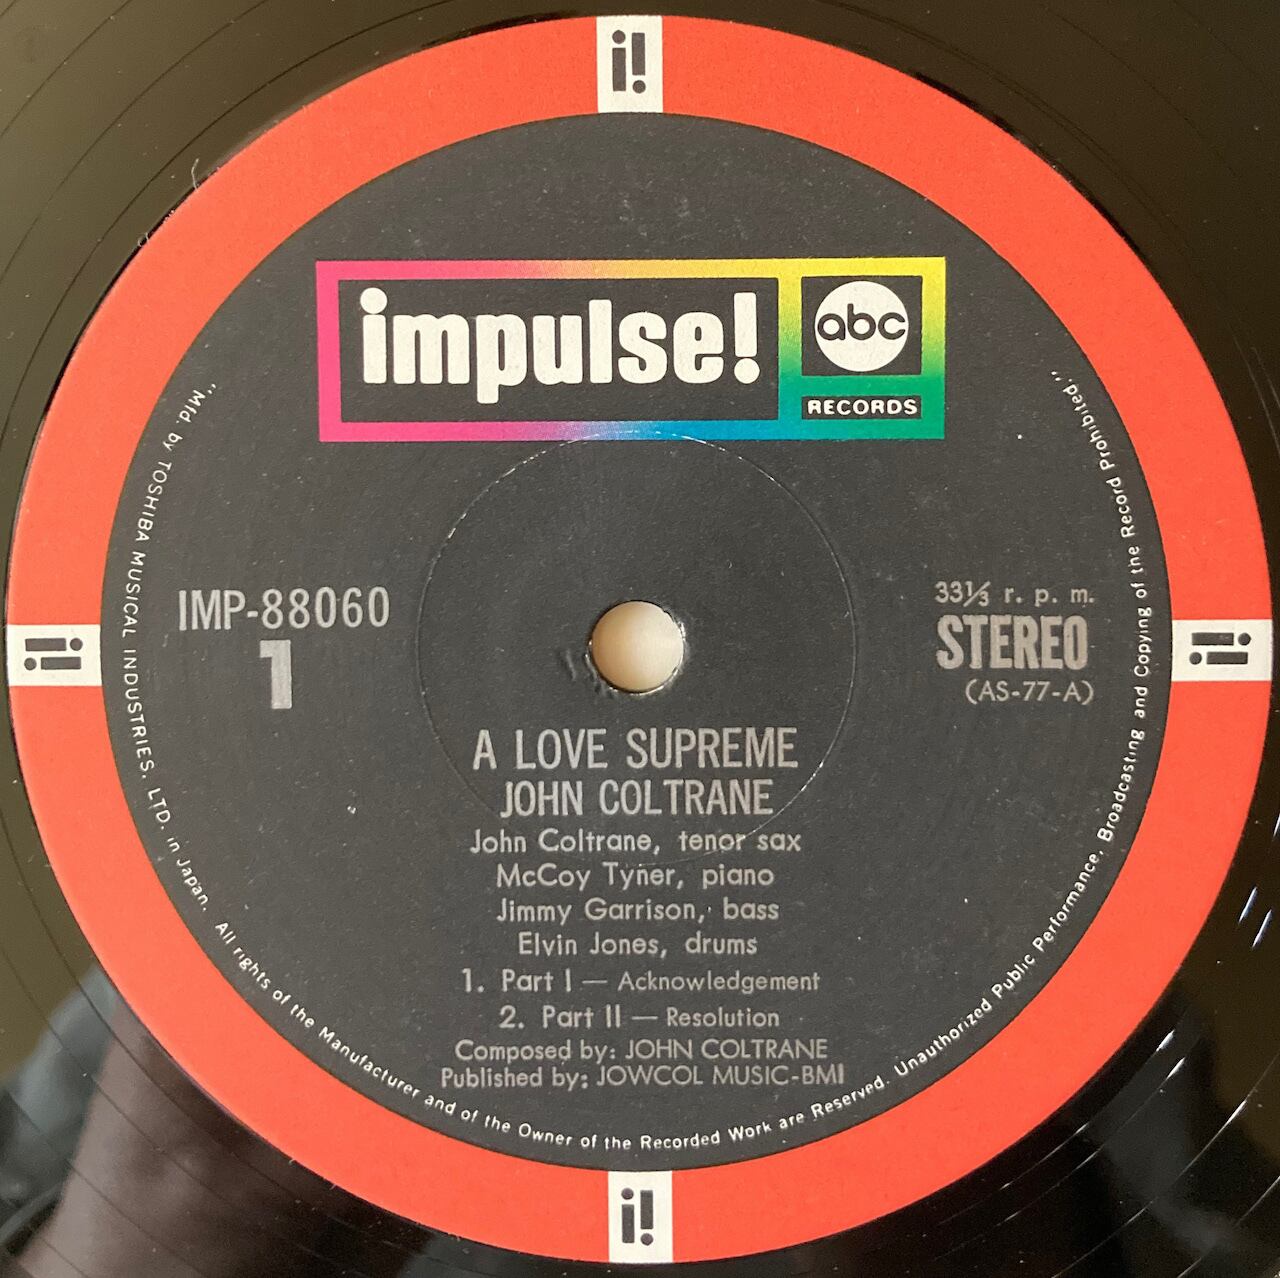 i!
impulse!
abc
RECORDS
IMP-88060
1
33⅓ r. p. m.
STEREO
(AS-77-A)
i!
i!
A LOVE SUPREME
JOHN COLTRANE
John Coltrane, tenor sax
McCoy Tyner, piano
Jimmy Garrison, bass
Elvin Jones, drums
1. Part I — Acknowledgement
2. Part II — Resolution
Composed by: JOHN COLTRANE
Published by: JOWCOL MUSIC-BMI
"Mfd. by TOSHIBA MUSICAL INDUSTRIES. LTD. in Japan. All rights of the Manufacturer and of the Owner of the Recorded Work are Reserved. Unauthorized Public Performance, Broadcasting and Copying of the Record Prohibited."
i!